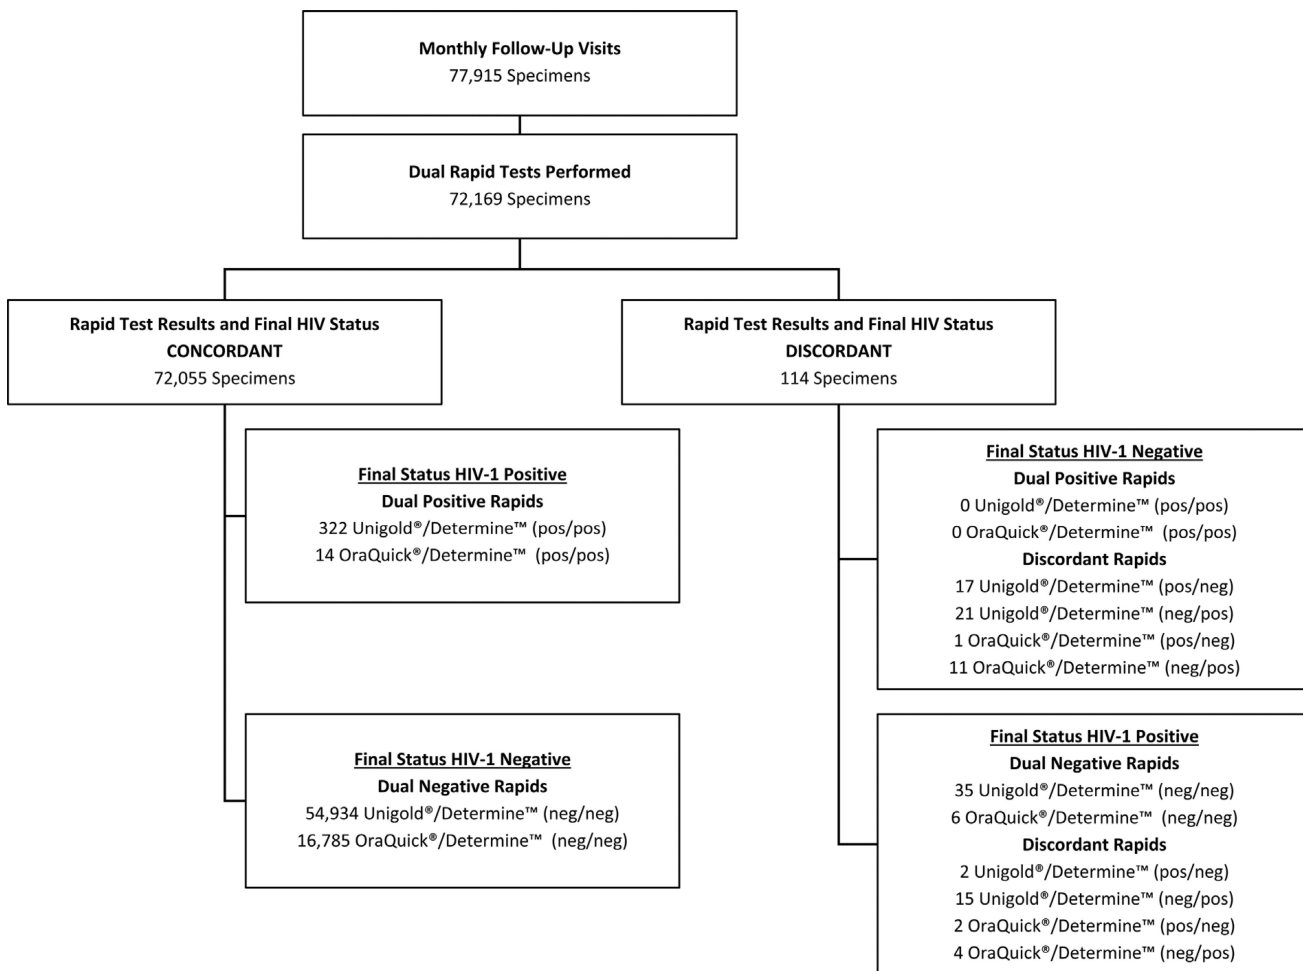 Monthly Follow-Up Visits
77,915 Specimens
Dual Rapid Tests Performed
72,169 Specimens
Rapid Test Results and Final HIV Status
CONCORDANT
72,055 Specimens
Rapid Test Results and Final HIV Status
DISCORDANT
114 Specimens
Final Status HIV-1 Positive
Dual Positive Rapids
322 Unigold®/Determine™ (pos/pos)
14 OraQuick®/Determine™ (pos/pos)
Final Status HIV-1 Negative
Dual Negative Rapids
54,934 Unigold®/Determine™ (neg/neg)
16,785 OraQuick®/Determine™ (neg/neg)
Final Status HIV-1 Negative
Dual Positive Rapids
0 Unigold®/Determine™ (pos/pos)
0 OraQuick®/Determine™ (pos/pos)
Discordant Rapids
17 Unigold®/Determine™ (pos/neg)
21 Unigold®/Determine™ (neg/pos)
1 OraQuick®/Determine™ (pos/neg)
11 OraQuick®/Determine™ (neg/pos)
Final Status HIV-1 Positive
Dual Negative Rapids
35 Unigold®/Determine™ (neg/neg)
6 OraQuick®/Determine™ (neg/neg)
Discordant Rapids
2 Unigold®/Determine™ (pos/neg)
15 Unigold®/Determine™ (neg/pos)
2 OraQuick®/Determine™ (pos/neg)
4 OraQuick®/Determine™ (neg/pos)